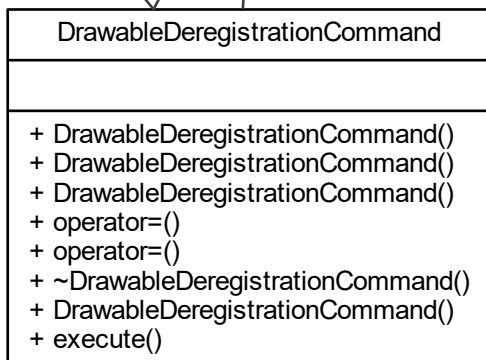 DrawableDeregistrationCommand
+ DrawableDeregistrationCommand()
+ DrawableDeregistrationCommand()
+ DrawableDeregistrationCommand()
+ operator=()
+ operator=()
+ ~DrawableDeregistrationCommand()
+ DrawableDeregistrationCommand()
+ execute()